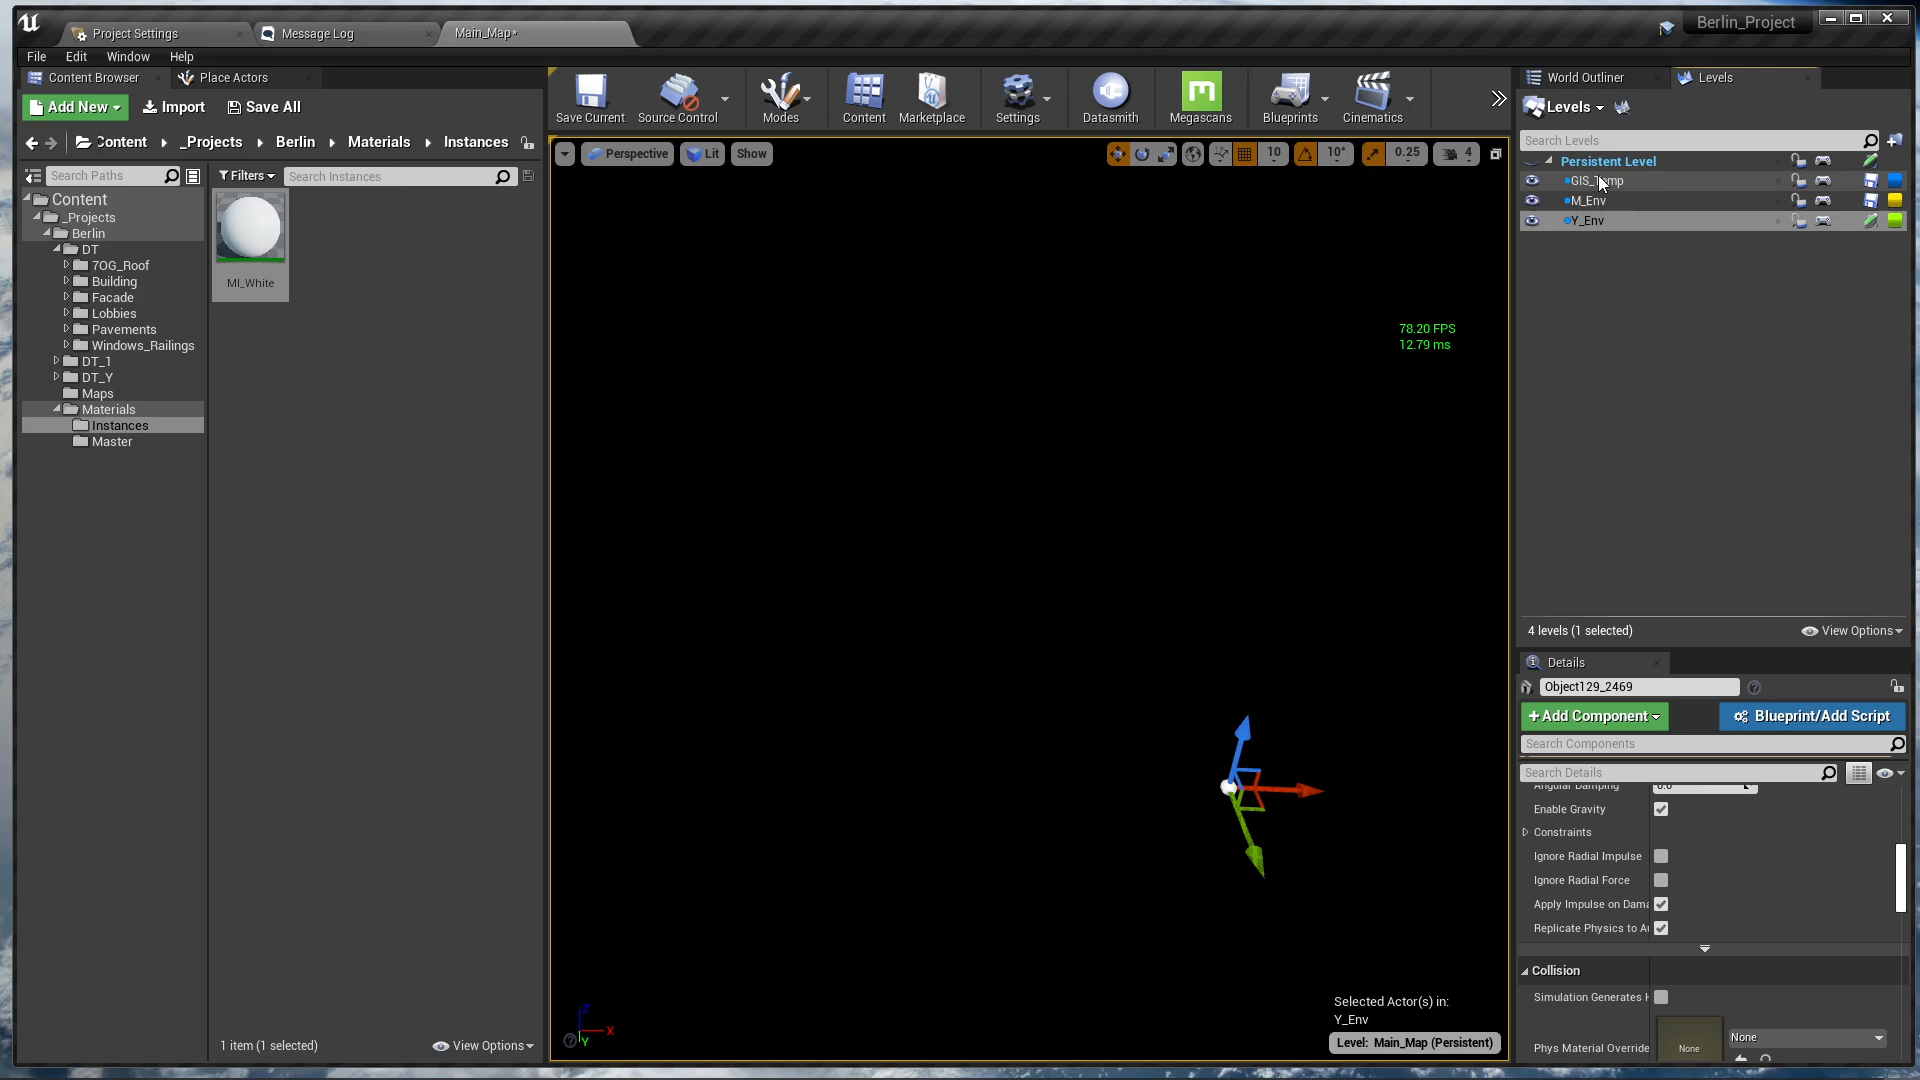 Project Settings
Message Log
Main_Map*
Berlin_Project
File Edit Window Help
Content Browser
Place Actors
Add New
Import
Save All
Content
_Projects
Berlin
Materials
Instances
Search Paths
Filters
Search Instances
Content
_Projects
Berlin
DT
7OG_Roof
Building
Facade
Lobbies
Pavements
Windows_Railings
DT_1
DT_Y
Maps
Materials
Instances
Master
MI_White
1 item (1 selected)
View Options
Save Current
Source Control
Modes
Content
Marketplace
Settings
Datasmith
Megascans
Blueprints
Cinematics
Perspective
Lit
Show
10
10°
0.25
4
78.20 FPS
12.79 ms
Z
X
Y
Selected Actor(s) in:
Y_Env
Level: Main_Map (Persistent)
World Outliner
Levels
Levels
Search Levels
Persistent Level
M_Env
Y_Env
4 levels (1 selected)
View Options
Details
Object129_2469
+Add Component
Blueprint/Add Script
Search Components
Search Details
Angular Damping
0.0
Enable Gravity
Constraints
Ignore Radial Impulse
Ignore Radial Force
Apply Impulse on Dama
Replicate Physics to Au
Collision
Simulation Generates H
None
None
Phys Material Override